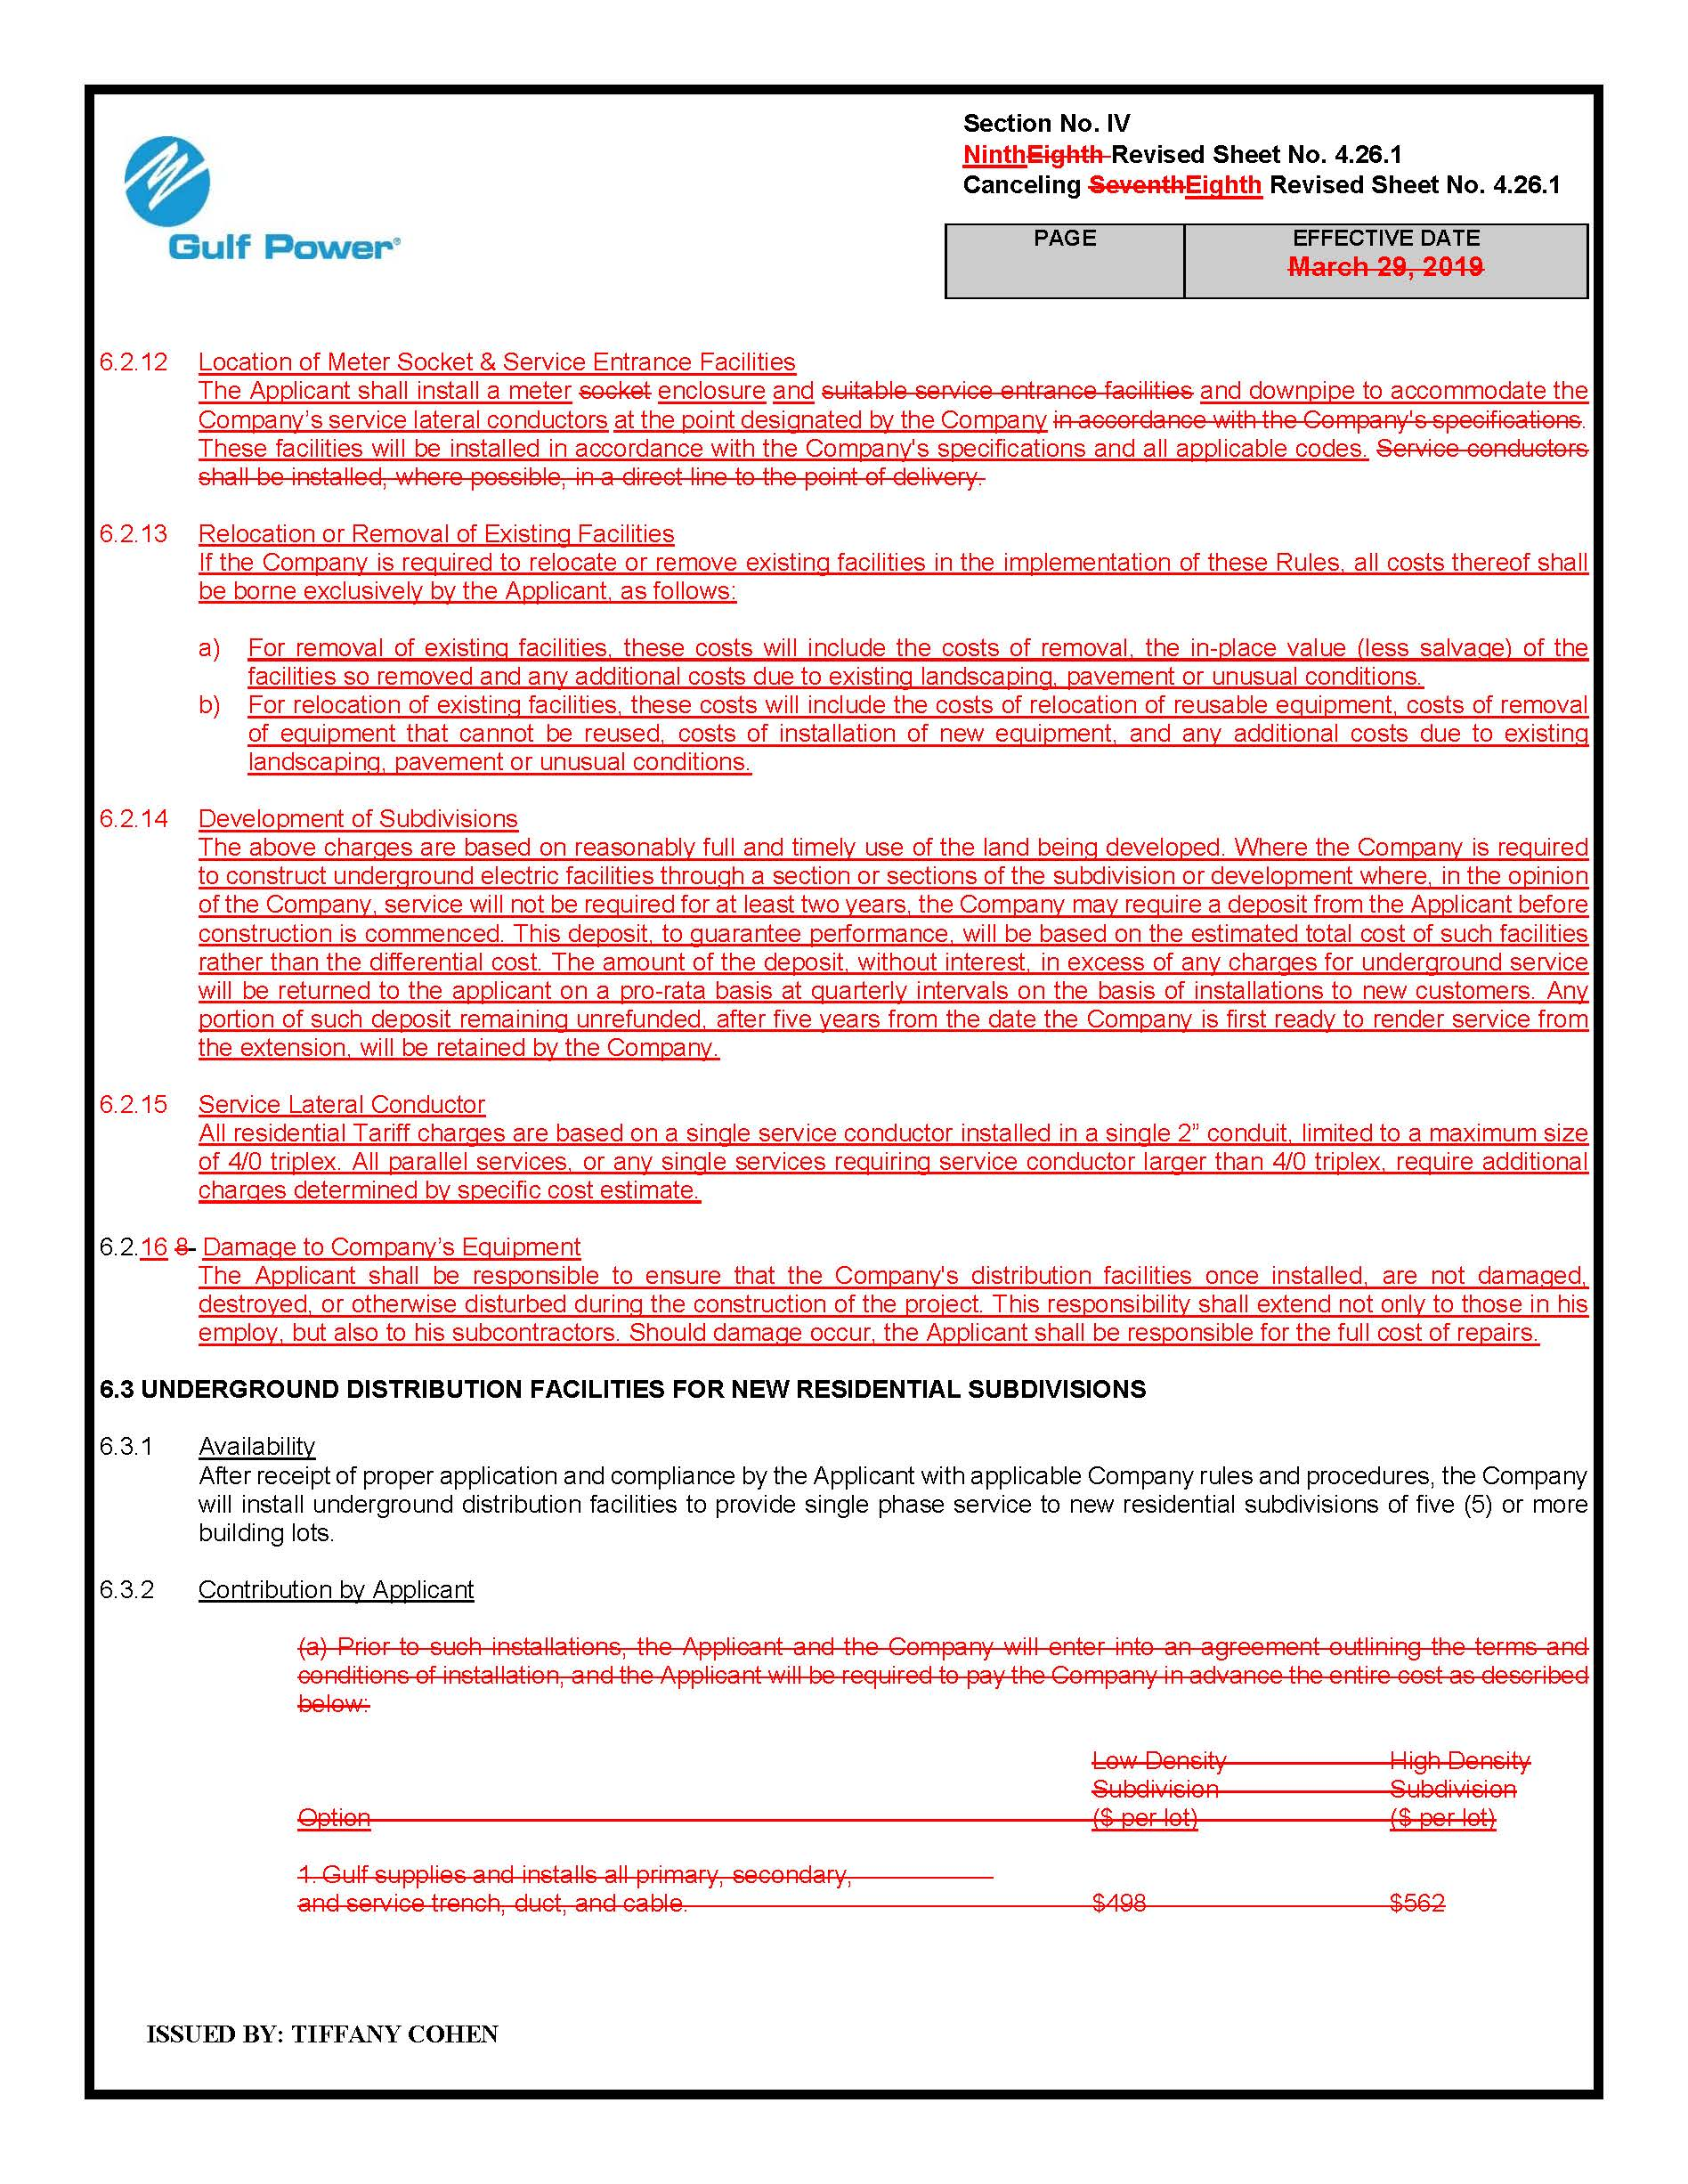 Section No. IV
NinthEighth Revised Sheet No. 4.26.1
Canceling SeventhEighth Revised Sheet No. 4.26.1
Gulf Power®
PAGE
EFFECTIVE DATE
March 29, 2019
6.2.12 Location of Meter Socket & Service Entrance Facilities
The Applicant shall install a meter socket enclosure and suitable service entrance facilities and downpipe to accommodate the
Company’s service lateral conductors at the point designated by the Company in accordance with the Company's specifications.
These facilities will be installed in accordance with the Company's specifications and all applicable codes. Service conductors
shall be installed, where possible, in a direct line to the point of delivery.
6.2.13 Relocation or Removal of Existing Facilities
If the Company is required to relocate or remove existing facilities in the implementation of these Rules, all costs thereof shall
be borne exclusively by the Applicant, as follows:
a) For removal of existing facilities, these costs will include the costs of removal, the in-place value (less salvage) of the
facilities so removed and any additional costs due to existing landscaping, pavement or unusual conditions.
b) For relocation of existing facilities, these costs will include the costs of relocation of reusable equipment, costs of removal
of equipment that cannot be reused, costs of installation of new equipment, and any additional costs due to existing
landscaping, pavement or unusual conditions.
6.2.14 Development of Subdivisions
The above charges are based on reasonably full and timely use of the land being developed. Where the Company is required
to construct underground electric facilities through a section or sections of the subdivision or development where, in the opinion
of the Company, service will not be required for at least two years, the Company may require a deposit from the Applicant before
construction is commenced. This deposit, to guarantee performance, will be based on the estimated total cost of such facilities
rather than the differential cost. The amount of the deposit, without interest, in excess of any charges for underground service
will be returned to the applicant on a pro-rata basis at quarterly intervals on the basis of installations to new customers. Any
portion of such deposit remaining unrefunded, after five years from the date the Company is first ready to render service from
the extension, will be retained by the Company.
6.2.15 Service Lateral Conductor
All residential Tariff charges are based on a single service conductor installed in a single 2” conduit, limited to a maximum size
of 4/0 triplex. All parallel services, or any single services requiring service conductor larger than 4/0 triplex, require additional
charges determined by specific cost estimate.
6.2.16 8 Damage to Company’s Equipment
The Applicant shall be responsible to ensure that the Company's distribution facilities once installed, are not damaged,
destroyed, or otherwise disturbed during the construction of the project. This responsibility shall extend not only to those in his
employ, but also to his subcontractors. Should damage occur, the Applicant shall be responsible for the full cost of repairs.
6.3 UNDERGROUND DISTRIBUTION FACILITIES FOR NEW RESIDENTIAL SUBDIVISIONS
6.3.1 Availability
After receipt of proper application and compliance by the Applicant with applicable Company rules and procedures, the Company
will install underground distribution facilities to provide single phase service to new residential subdivisions of five (5) or more
building lots.
6.3.2 Contribution by Applicant
(a) Prior to such installations, the Applicant and the Company will enter into an agreement outlining the terms and
conditions of installation, and the Applicant will be required to pay the Company in advance the entire cost as described
below:
Low Density High Density
Subdivision Subdivision
Option ($ per lot) ($ per lot)
1. Gulf supplies and installs all primary, secondary,
and service trench, duct, and cable. $498 $562
ISSUED BY: TIFFANY COHEN